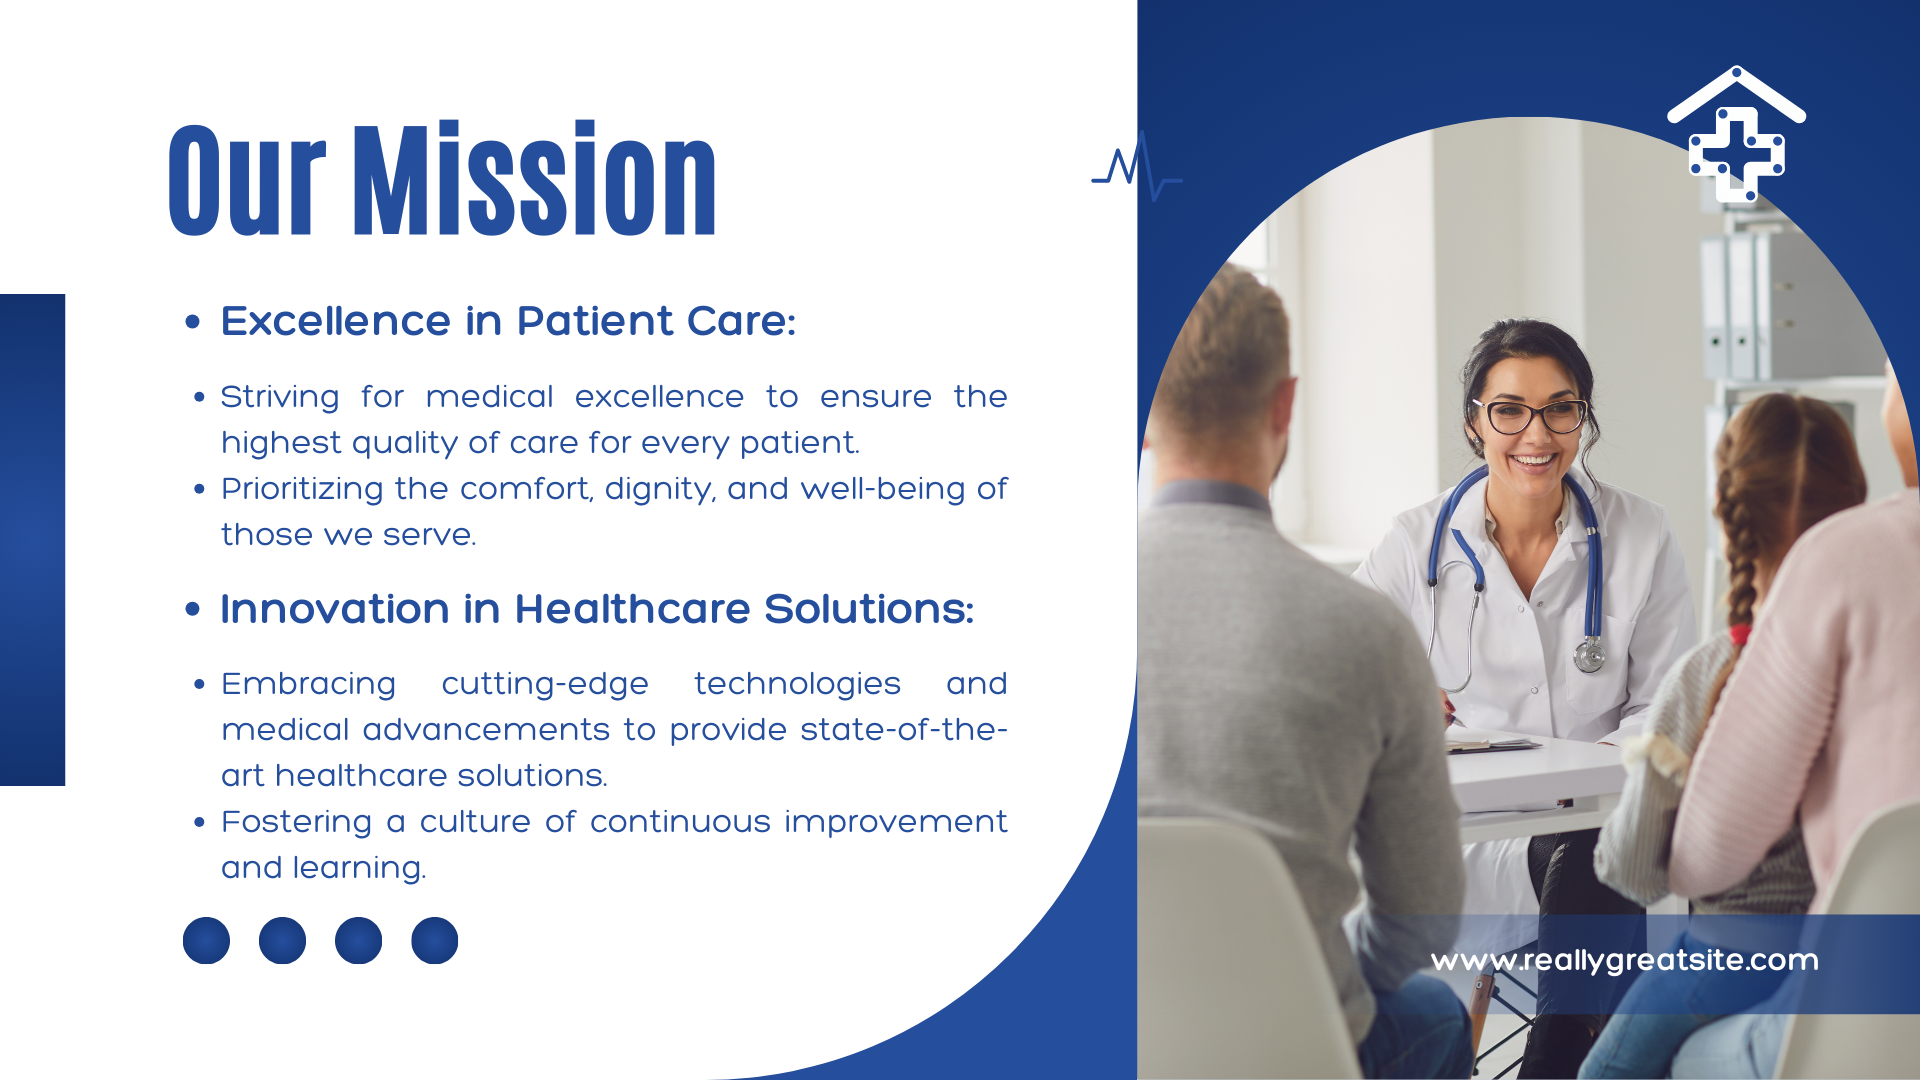 Our Mission
Excellence in Patient Care:
Striving for medical excellence to ensure the
highest quality of care for every patient.
Prioritizing the comfort, dignity, and well-being of
those we serve.
Innovation in Healthcare Solutions:
Embracing cutting-edge technologies and
medical advancements to provide state-of-the-
art healthcare solutions.
Fostering a culture of continuous improvement
and learning.
www.reallygreatsite.com